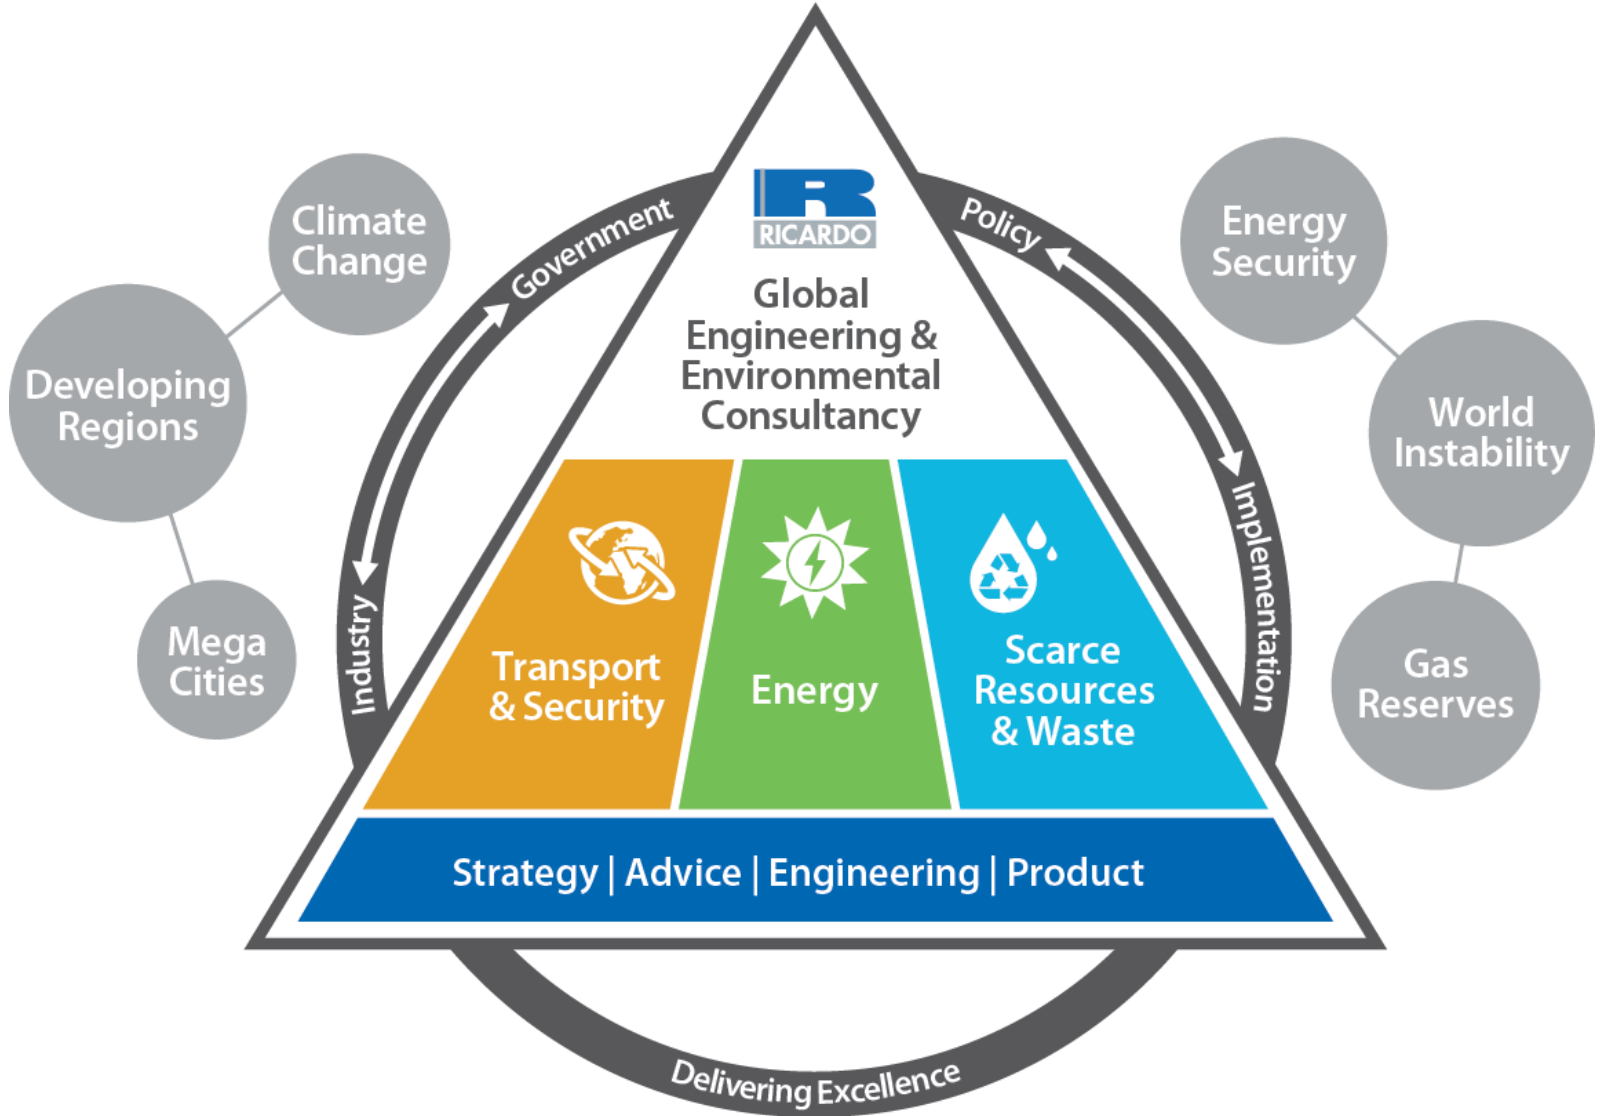 Climate
Change
Developing
Regions
Mega
Cities
Government
Industry
R
RICARDO
Global
Engineering &
Environmental
Consultancy
Transport
& Security
Energy
Scarce
Resources
& Waste
Strategy | Advice | Engineering | Product
Policy
Implementation
Energy
Security
World
Instability
Gas
Reserves
Delivering Excellence